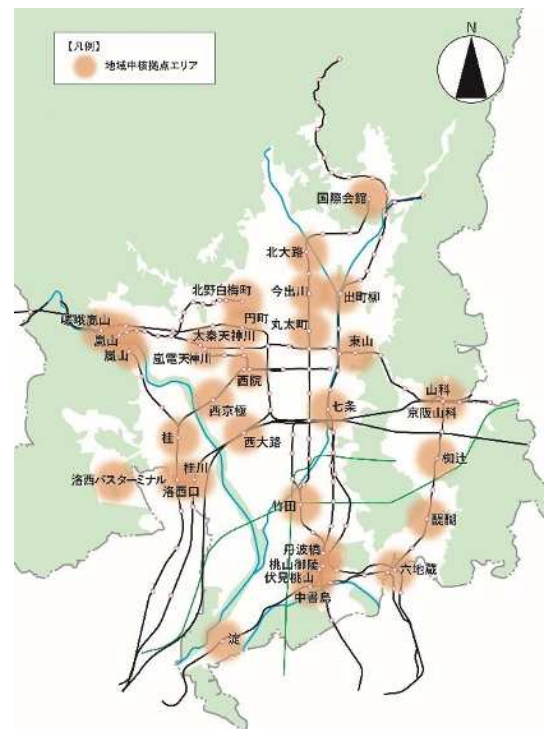 【凡例】
地域中核拠点エリア
N
国際会館
北大路
北野白梅町
今出川
出町柳
嵯峨嵐山
円町
丸太町
嵐山
太秦天神川
東山
嵐山
嵐電天神川
西院
山科
西京極
七条
京阪山科
桂
西大路
椥辻
桂川
洛西バスターミナル
洛西口
竹田
醍醐
丹波橋
桃山御陵
六地蔵
伏見桃山
中書島
淀